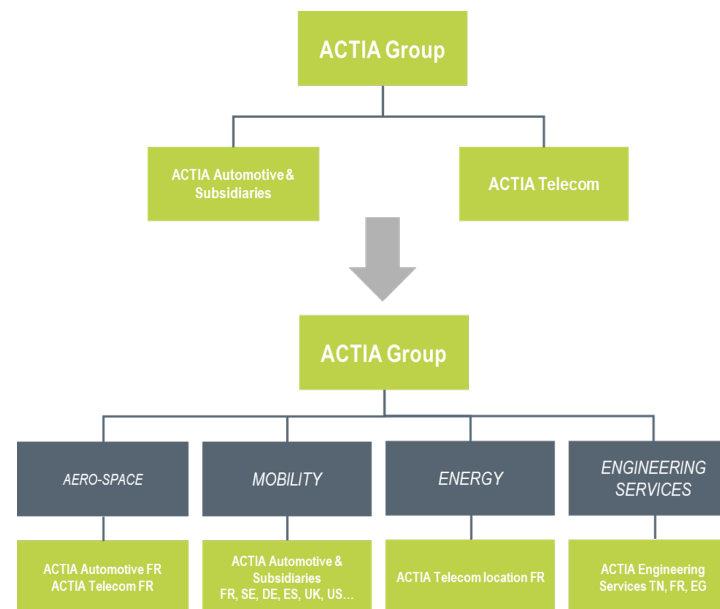 ACTIA Group
ACTIA Automotive &
Subsidiaries
ACTIA Telecom
ACTIA Group
AERO-SPACE
MOBILITY
ENERGY
ENGINEERING
SERVICES
ACTIA Automotive FR
ACTIA Telecom FR
ACTIA Automotive &
Subsidiaries
FR, SE, DE, ES, UK, US…
ACTIA Telecom location FR
ACTIA Engineering
Services TN, FR, EG